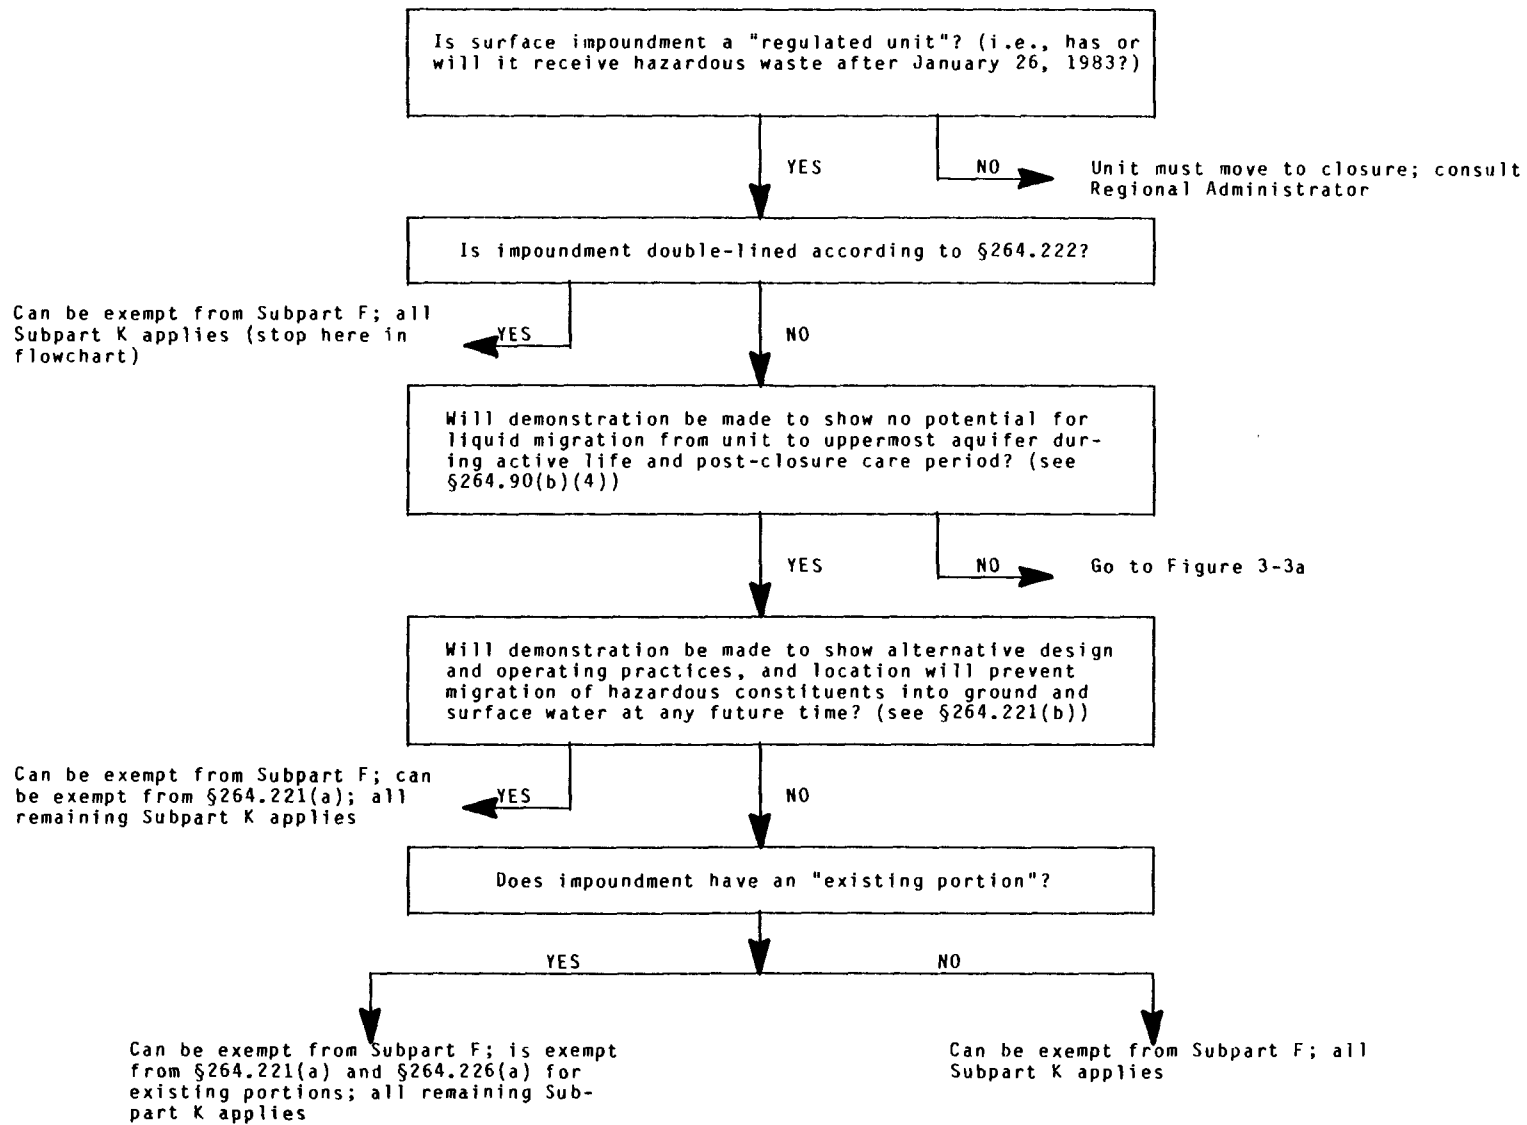 Is surface impoundment a "regulated unit"? (i.e., has or
will it receive hazardous waste after January 26, 1983?)
YES
NO
Unit must move to closure; consult
Regional Administrator
Is impoundment double-lined according to §264.222?
Can be exempt from Subpart F; all
Subpart K applies (stop here in
flowchart)
YES
NO
Will demonstration be made to show no potential for
liquid migration from unit to uppermost aquifer dur-
ing active life and post-closure care period? (see
§264.90(b)(4))
YES
NO
Go to Figure 3-3a
Will demonstration be made to show alternative design
and operating practices, and location will prevent
migration of hazardous constituents into ground and
surface water at any future time? (see §264.221(b))
Can be exempt from Subpart F; can
be exempt from §264.221(a); all
remaining Subpart K applies
YES
NO
Does impoundment have an "existing portion"?
YES
NO
Can be exempt from Subpart F; is exempt
from §264.221(a) and §264.226(a) for
existing portions; all remaining Sub-
part K applies
Can be exempt from Subpart F; all
Subpart K applies